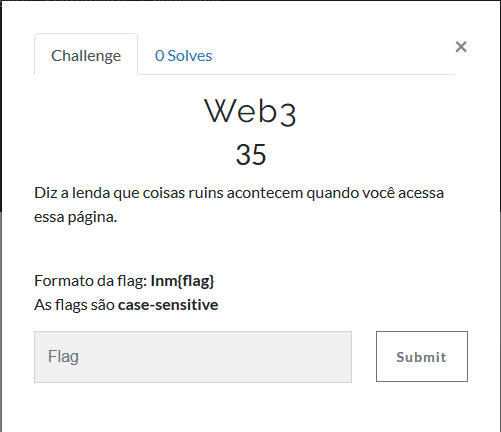 Challenge
0 Solves
×
Web3
35
Diz a lenda que coisas ruins acontecem quando você acessa
essa página.
Formato da flag: Inm{flag}
As flags são case-sensitive
Flag
Submit